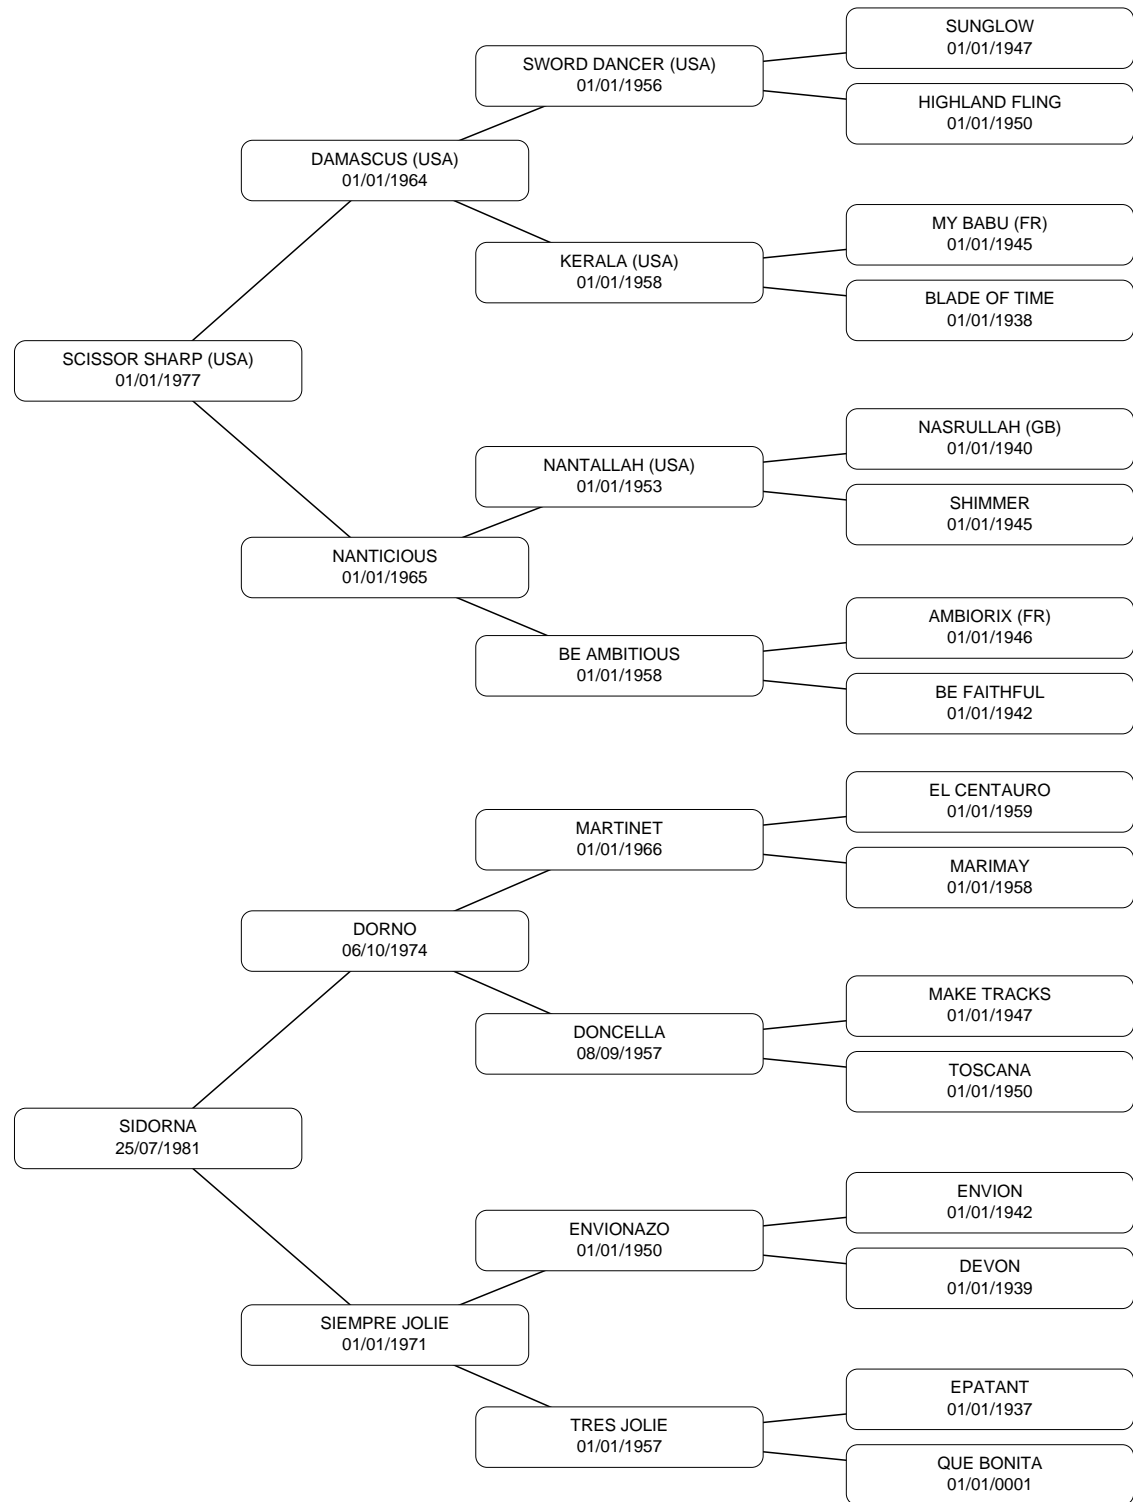 SUNGLOW
01/01/1947
SWORD DANCER (USA)
01/01/1956
HIGHLAND FLING
01/01/1950
DAMASCUS (USA)
01/01/1964
MY BABU (FR)
01/01/1945
KERALA (USA)
01/01/1958
BLADE OF TIME
01/01/1938
SCISSOR SHARP (USA)
01/01/1977
NASRULLAH (GB)
01/01/1940
NANTALLAH (USA)
01/01/1953
SHIMMER
01/01/1945
NANTICIOUS
01/01/1965
AMBIORIX (FR)
01/01/1946
BE AMBITIOUS
01/01/1958
BE FAITHFUL
01/01/1942
EL CENTAURO
01/01/1959
MARTINET
01/01/1966
MARIMAY
01/01/1958
DORNO
06/10/1974
MAKE TRACKS
01/01/1947
DONCELLA
08/09/1957
TOSCANA
01/01/1950
SIDORNA
25/07/1981
ENVION
01/01/1942
ENVIONAZO
01/01/1950
DEVON
01/01/1939
SIEMPRE JOLIE
01/01/1971
EPATANT
01/01/1937
TRES JOLIE
01/01/1957
QUE BONITA
01/01/0001